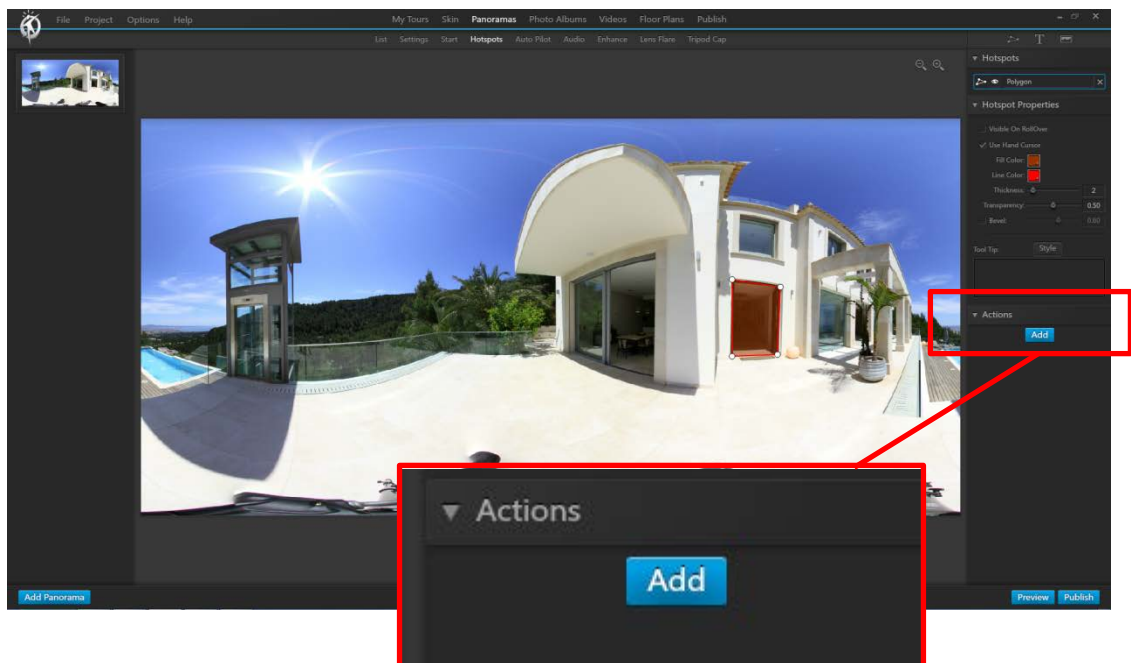 File Project Options Help My Tours Skin Panoramas Photo Albums Videos Floor Plans Publish
List Settings Start Hotspots Auto Pilot Audio Enhance Lens Flare Tripod Cap
T
Hotspots
Polygon
Hotspot Properties
Visible On RollOver
Use Hand Cursor
Fill Color:
Line Color:
Thickness: 2
Transparency: 0.50
Bevel: 0.60
Tool Tip: Style
Actions
Add
Actions
Add
Add Panorama Preview Publish